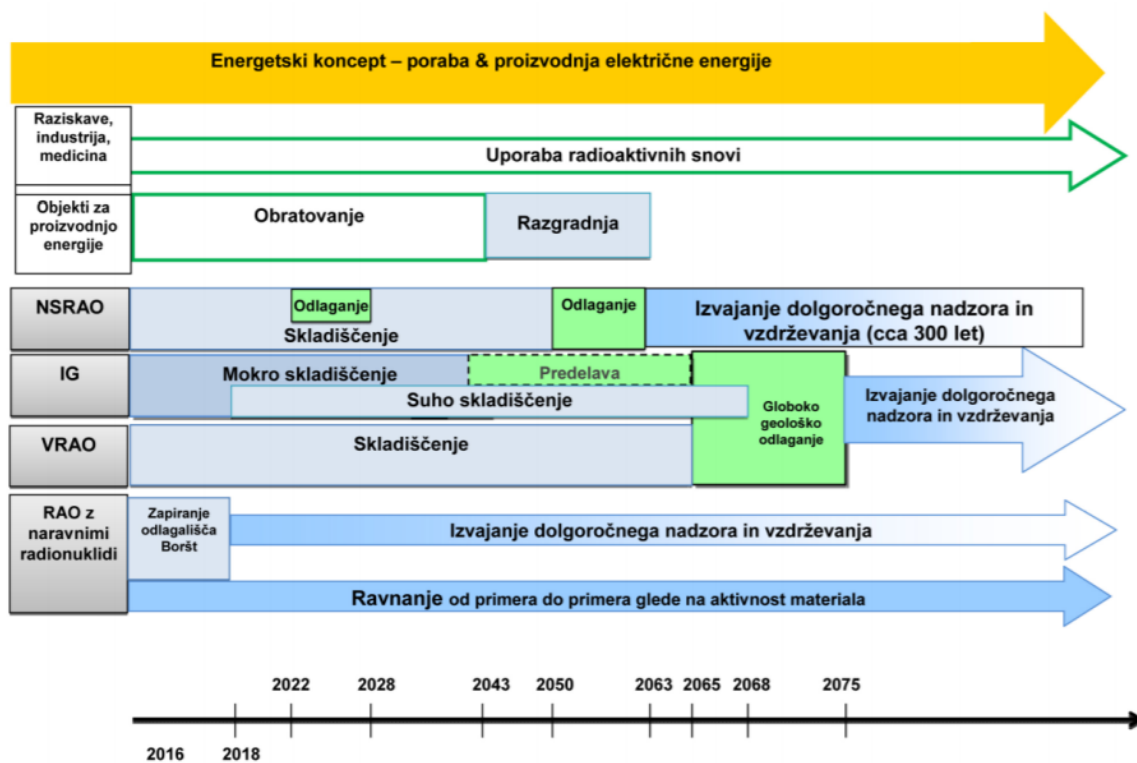 Energetski koncept – poraba & proizvodnja električne energije
Raziskave,
industrija,
medicina
Uporaba radioaktivnih snovi
Objekti za
proizvodnjo
energije
Obratovanje
Razgradnja
NSRAO
Odlaganje
Skladiščenje
Odlaganje
Izvajanje dolgoročnega nadzora in
vzdrževanja (cca 300 let)
IG
Mokro skladiščenje
Predelava
Suho skladiščenje
Globoko
geološko
odlaganje
Izvajanje dolgoročnega
nadzora in vzdrževanja
VRAO
Skladiščenje
RAO z
naravnimi
radionuklidi
Zapiranje
odlagališča
Boršt
Izvajanje dolgoročnega nadzora in vzdrževanja
Ravnanje od primera do primera glede na aktivnost materiala
2022 2028 2043 2050 2063 2065 2068 2075
2016 2018